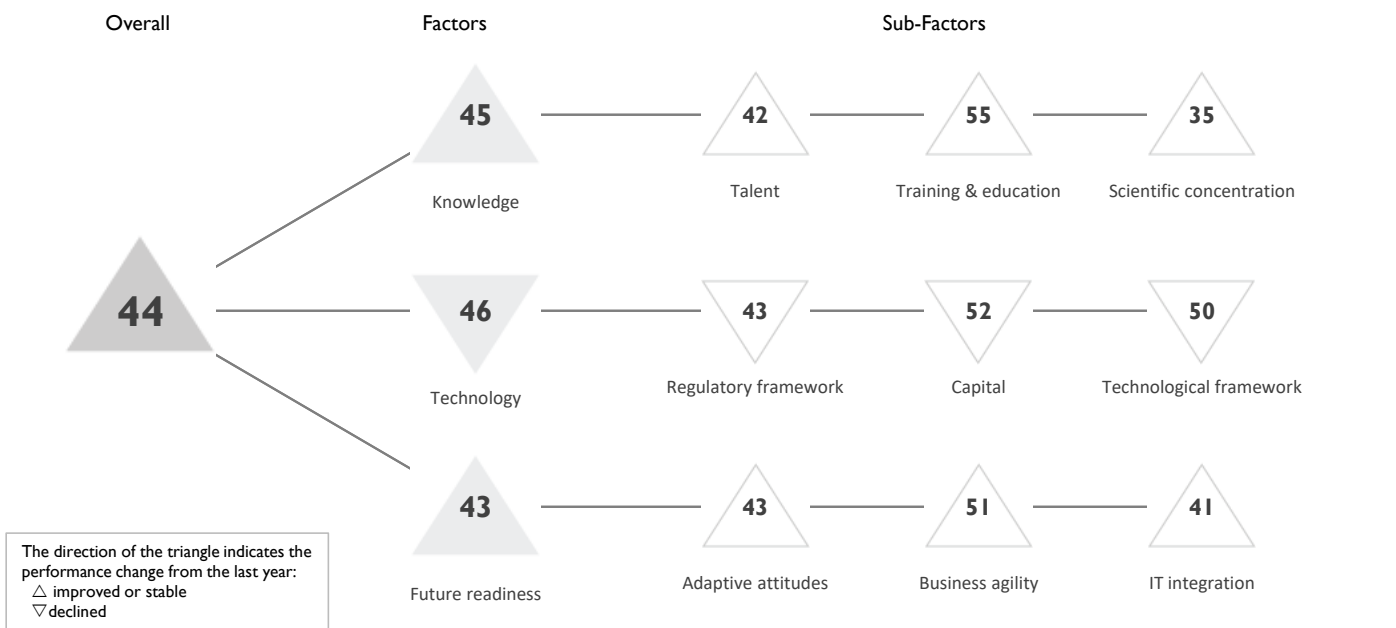 Overall Factors Sub-Factors
45 42 55 35
Knowledge Talent Training & education Scientific concentration
44
46 43 52 50
Technology Regulatory framework Capital Technological framework
43 43 51 41
Future readiness Adaptive attitudes Business agility IT integration
The direction of the triangle indicates the
performance change from the last year:
△ improved or stable
▽ declined